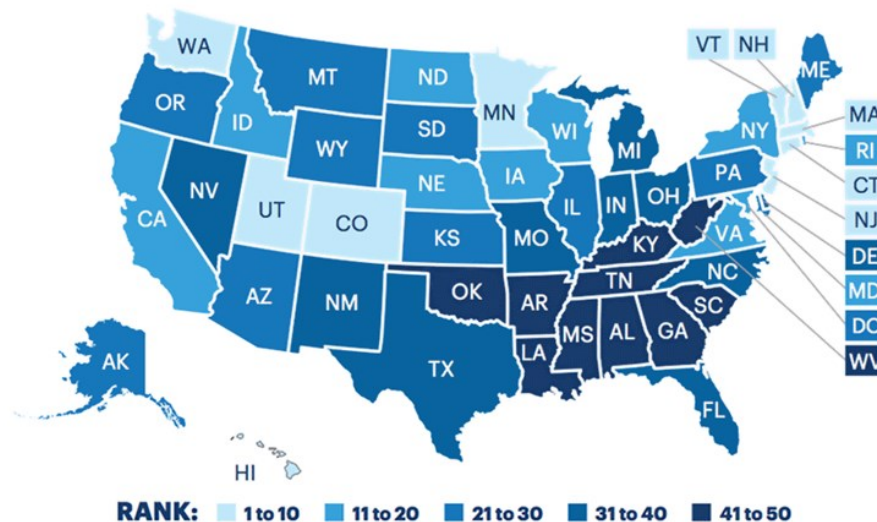 WA
VT NH
MT
ND
ME
OR
MN
MA
ID
SD
WI
NY
RI
WY
MI
PA
CT
NE
IA
NJ
NV
OH
CA
UT
CO
IL
IN
DE
KS
MO
VA
KY
MD
NC
AZ
OK
TN
DC
NM
AR
SC
WV
MS
AL
GA
LA
AK
TX
FL
HI
RANK: 1 to 10 11 to 20 21 to 30 31 to 40 41 to 50